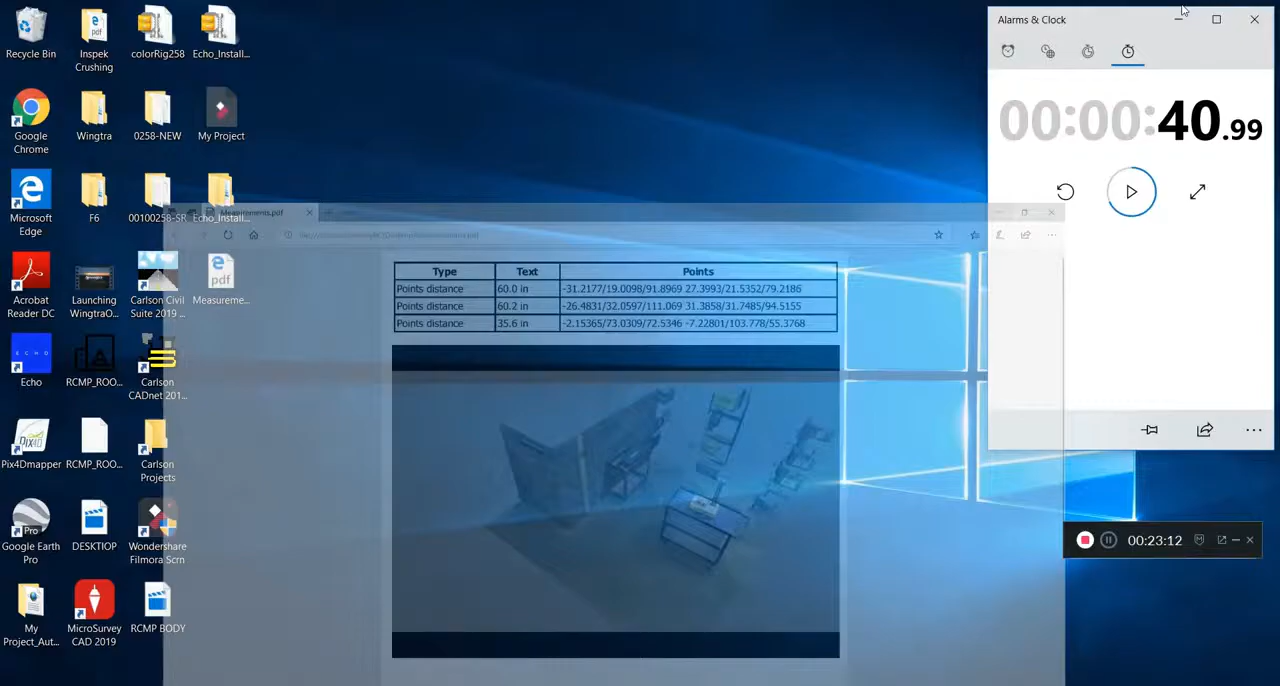 Recycle Bin
Inspek Crushing
colorRig258
Echo_Install...
Google Chrome
Wingtra
0258-NEW
My Project
Microsoft Edge
F6
00100258-SR
Echo_Install...
Acrobat Reader DC
Launching WingtraO...
Carlson Civil Suite 2019 ...
Measureme...
Echo
RCMP_ROO...
Carlson CADnet 201...
Pix4Dmapper
RCMP_ROO...
Carlson Projects
Google Earth Pro
DESKTIOP
Wondershare Filmora Scrn
My Project_Aut...
MicroSurvey CAD 2019
RCMP BODY
Measurements.pdf
Type Text Points
Points distance 60.0 in -31.2177/19.0098/91.8969 27.3993/21.5352/79.2186
Points distance 60.2 in -26.4831/32.0597/111.069 31.3858/31.7485/94.5155
Points distance 35.6 in -2.15365/73.0309/72.5346 -7.22801/103.778/55.3768
Alarms & Clock
00:00:40.99
00:23:12